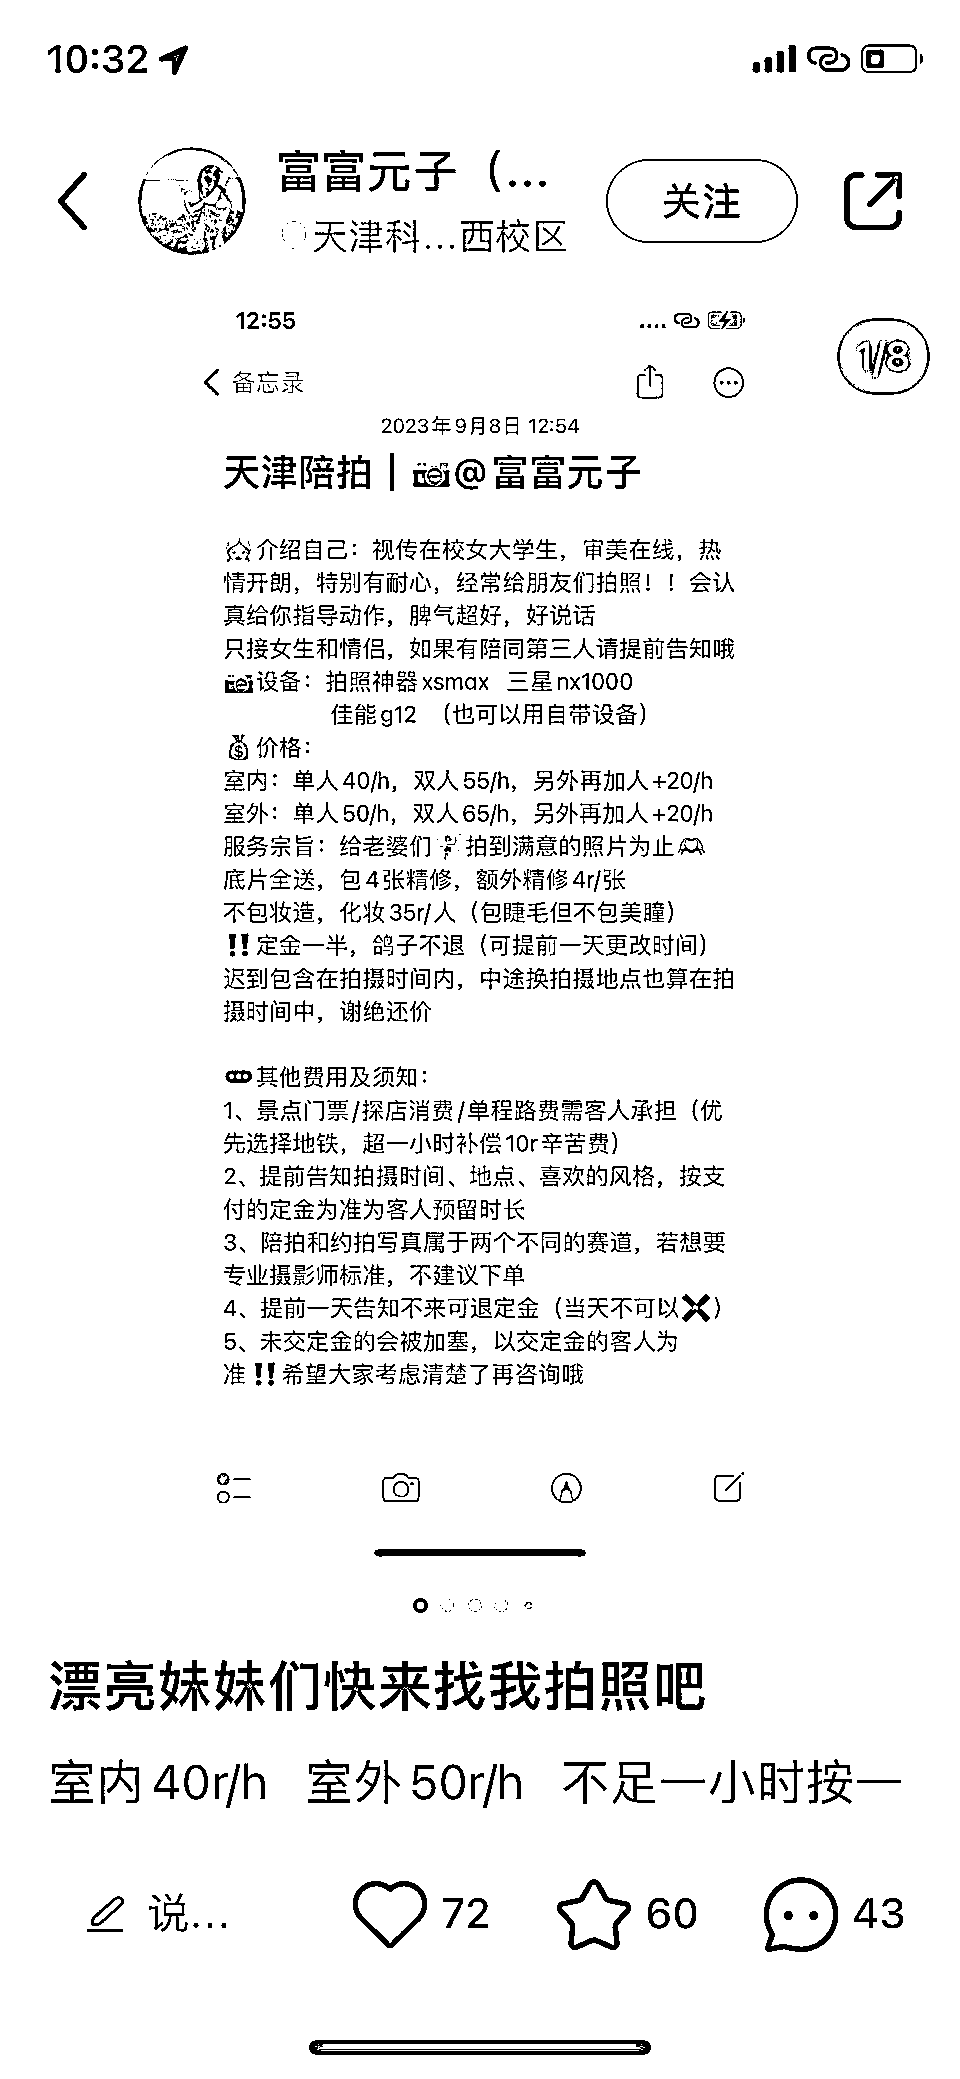 10:32
富富元子（...
天津科...西校区
关注
12:55
1/8
备忘录
2023年9月8日 12:54
天津陪拍 | 📷@富富元子
介绍自己：视传在校女大学生，审美在线，热
情开朗，特别有耐心，经常给朋友们拍照！！会认
真给你指导动作，脾气超好，好说话
只接女生和情侣，如果有陪同第三人请提前告知哦
📷设备：拍照神器xsmax 三星nx1000
佳能g12 （也可以用自带设备）
💰价格：
室内：单人40/h，双人55/h，另外再加人+20/h
室外：单人50/h，双人65/h，另外再加人+20/h
服务宗旨：给老婆们拍到满意的照片为止
底片全送，包4张精修，额外精修4r/张
不包妆造，化妆35r/人（包睫毛但不包美瞳）
‼️定金一半，鸽子不退（可提前一天更改时间）
迟到包含在拍摄时间内，中途换拍摄地点也算在拍
摄时间中，谢绝还价
其他费用及须知：
1、景点门票/探店消费/单程路费需客人承担（优
先选择地铁，超一小时补偿10r辛苦费）
2、提前告知拍摄时间、地点、喜欢的风格，按支
付的定金为准为客人预留时长
3、陪拍和约拍写真属于两个不同的赛道，若想要
专业摄影师标准，不建议下单
4、提前一天告知不来可退定金（当天不可以❌）
5、未交定金的会被加塞，以交定金的客人为
准‼️希望大家考虑清楚了再咨询哦
漂亮妹妹们快来找我拍照吧
室内40r/h 室外50r/h 不足一小时按一
说...
72
60
43